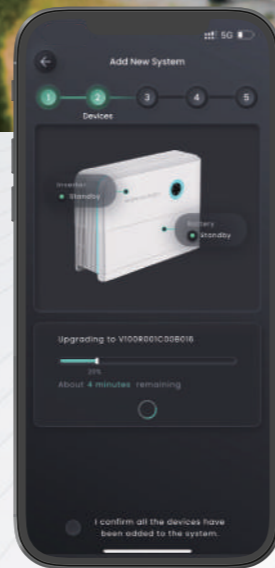 5G
Add New System
1
2
3
4
5
Devices
Inverter
Standby
Battery
Standby
Upgrading to V100R001C00B016
20%
About 4 minutes remaining
I confirm all the devices have
been added to the system.